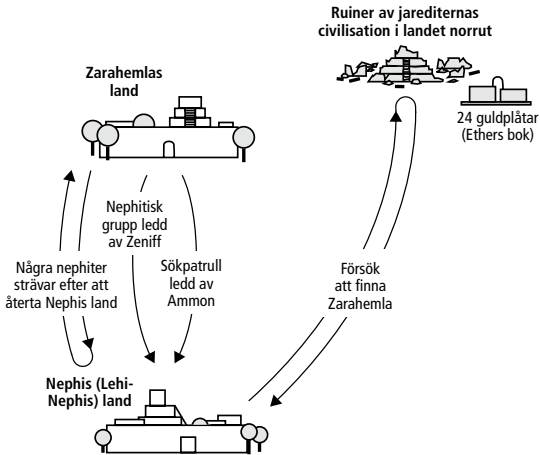 Ruiner av jarediternas
civilisation i landet norrut
Zarahemlas
land
24 guldplåtar
(Ethers bok)
Nephitisk
grupp ledd
av Zeniff
Några nephiter
strävar efter att
återta Nephis land
Sökpatrull
ledd av
Ammon
Försök
att finna
Zarahemla
Nephis (Lehi-
Nephis) land